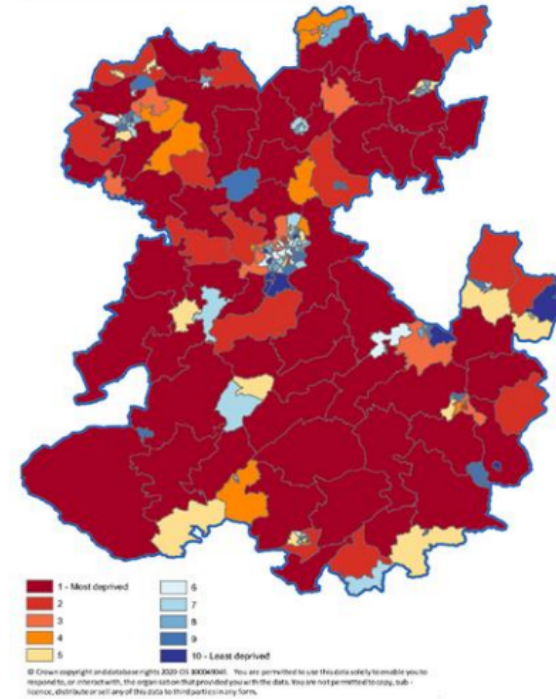 1 - Most deprived
2
3
4
5
6
7
8
9
10 - Least deprived
© Crown copyright and database rights 2020 OS 100049049. You are permitted to use this data solely to enable you to
respond to, or interact with, the organisation that provided you with the data. You are not permitted to copy, sub-
licence, distribute or sell any of this data to third parties in any form.